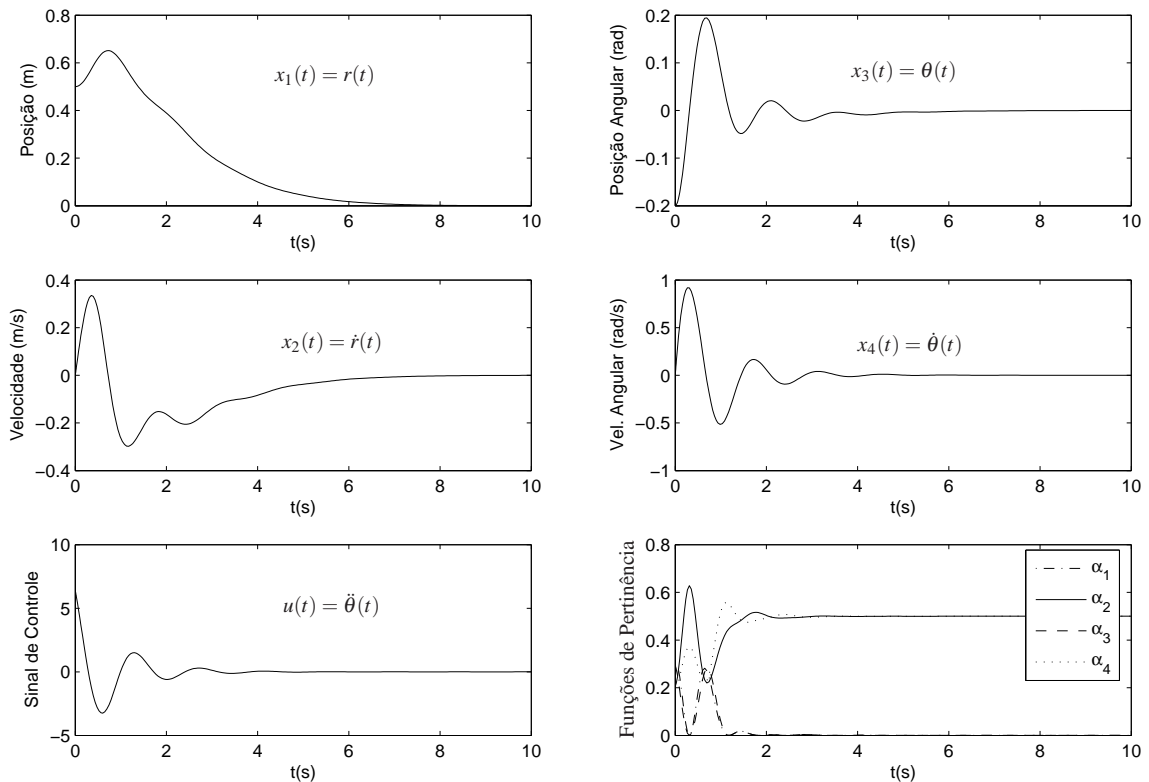 Posição (m)
0.8
0.6
0.4
0.2
0
x₁(t) = r(t)
0 2 4 6 8 10
t(s)
Posição Angular (rad)
0.2
0.1
0
−0.1
−0.2
x₃(t) = θ(t)
0 2 4 6 8 10
t(s)
Velocidade (m/s)
0.4
0.2
0
−0.2
−0.4
x₂(t) = ṙ(t)
0 2 4 6 8 10
t(s)
Vel. Angular (rad/s)
1
0.5
0
−0.5
−1
x₄(t) = θ̇(t)
0 2 4 6 8 10
t(s)
Sinal de Controle
10
5
0
−5
u(t) = θ̈(t)
0 2 4 6 8 10
t(s)
Funções de Pertinência
0.8
0.6
0.4
0.2
0
α₁
α₂
α₃
α₄
0 2 4 6 8 10
t(s)